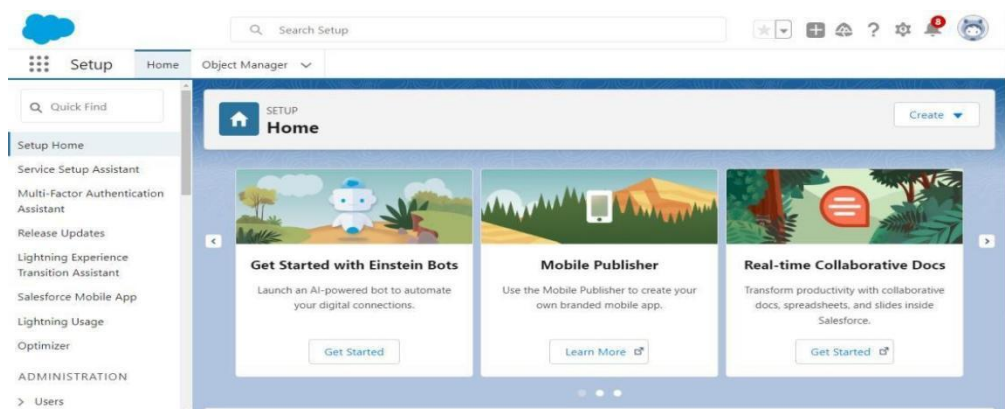 Search Setup
8
Setup
Home
Object Manager
Quick Find
Setup Home
Service Setup Assistant
Multi-Factor Authentication
Assistant
Release Updates
Lightning Experience
Transition Assistant
Salesforce Mobile App
Lightning Usage
Optimizer
ADMINISTRATION
Users
SETUP
Home
Create
Get Started with Einstein Bots
Launch an AI-powered bot to automate
your digital connections.
Get Started
Mobile Publisher
Use the Mobile Publisher to create your
own branded mobile app.
Learn More
Real-time Collaborative Docs
Transform productivity with collaborative
docs, spreadsheets, and slides inside
Salesforce.
Get Started